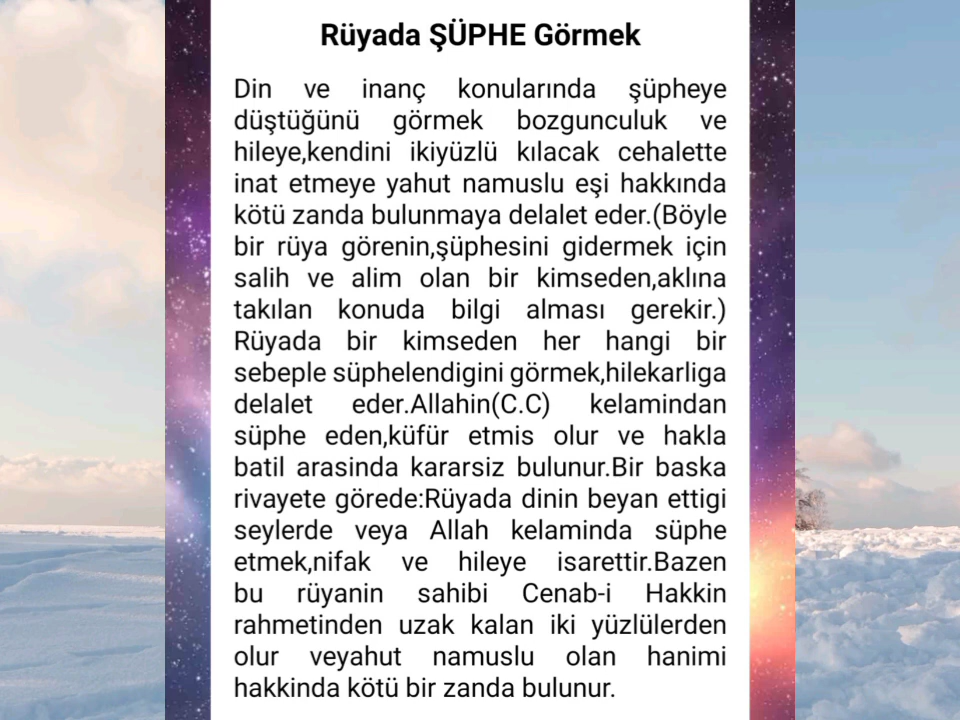 Rüyada ŞÜPHE Görmek
Din ve inanç konularında şüpheye
düştüğünü görmek bozgunculuk ve
hileye,kendini ikiyüzlü kılacak cehalette
inat etmeye yahut namuslu eşi hakkında
kötü zanda bulunmaya delalet eder.(Böyle
bir rüya görenin,şüphesini gidermek için
salih ve alim olan bir kimseden,aklına
takılan konuda bilgi alması gerekir.)
Rüyada bir kimseden her hangi bir
sebeple süphelendigini görmek,hilekarliga
delalet eder.Allahin(C.C) kelamindan
süphe eden,küfür etmis olur ve hakla
batil arasinda kararsiz bulunur.Bir baska
rivayete görede:Rüyada dinin beyan ettigi
seylerde veya Allah kelaminda süphe
etmek,nifak ve hileye isarettir.Bazen
bu rüyanin sahibi Cenab-i Hakkin
rahmetinden uzak kalan iki yüzlülerden
olur veyahut namuslu olan hanimi
hakkinda kötü bir zanda bulunur.